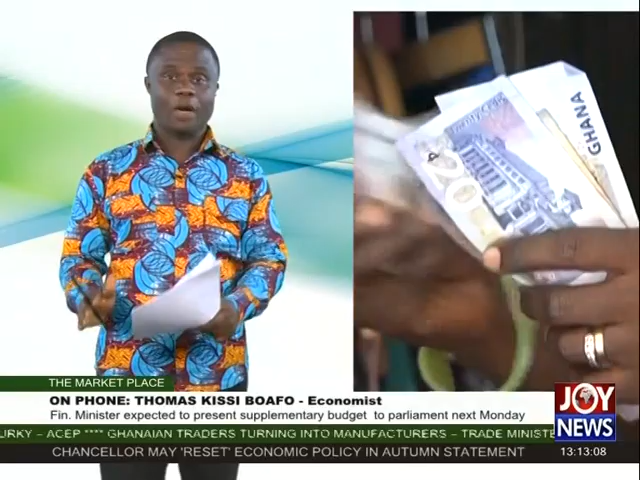 GHANA
20
THE MARKET PLACE
ON PHONE: THOMAS KISSI BOAFO - Economist
Fin. Minister expected to present supplementary budget to parliament next Monday
JOY
NEWS
URKY – ACEP **** GHANAIAN TRADERS TURNING INTO MANUFACTURERS – TRADE MINISTE
13:13:08
CHANCELLOR MAY 'RESET' ECONOMIC POLICY IN AUTUMN STATEMENT